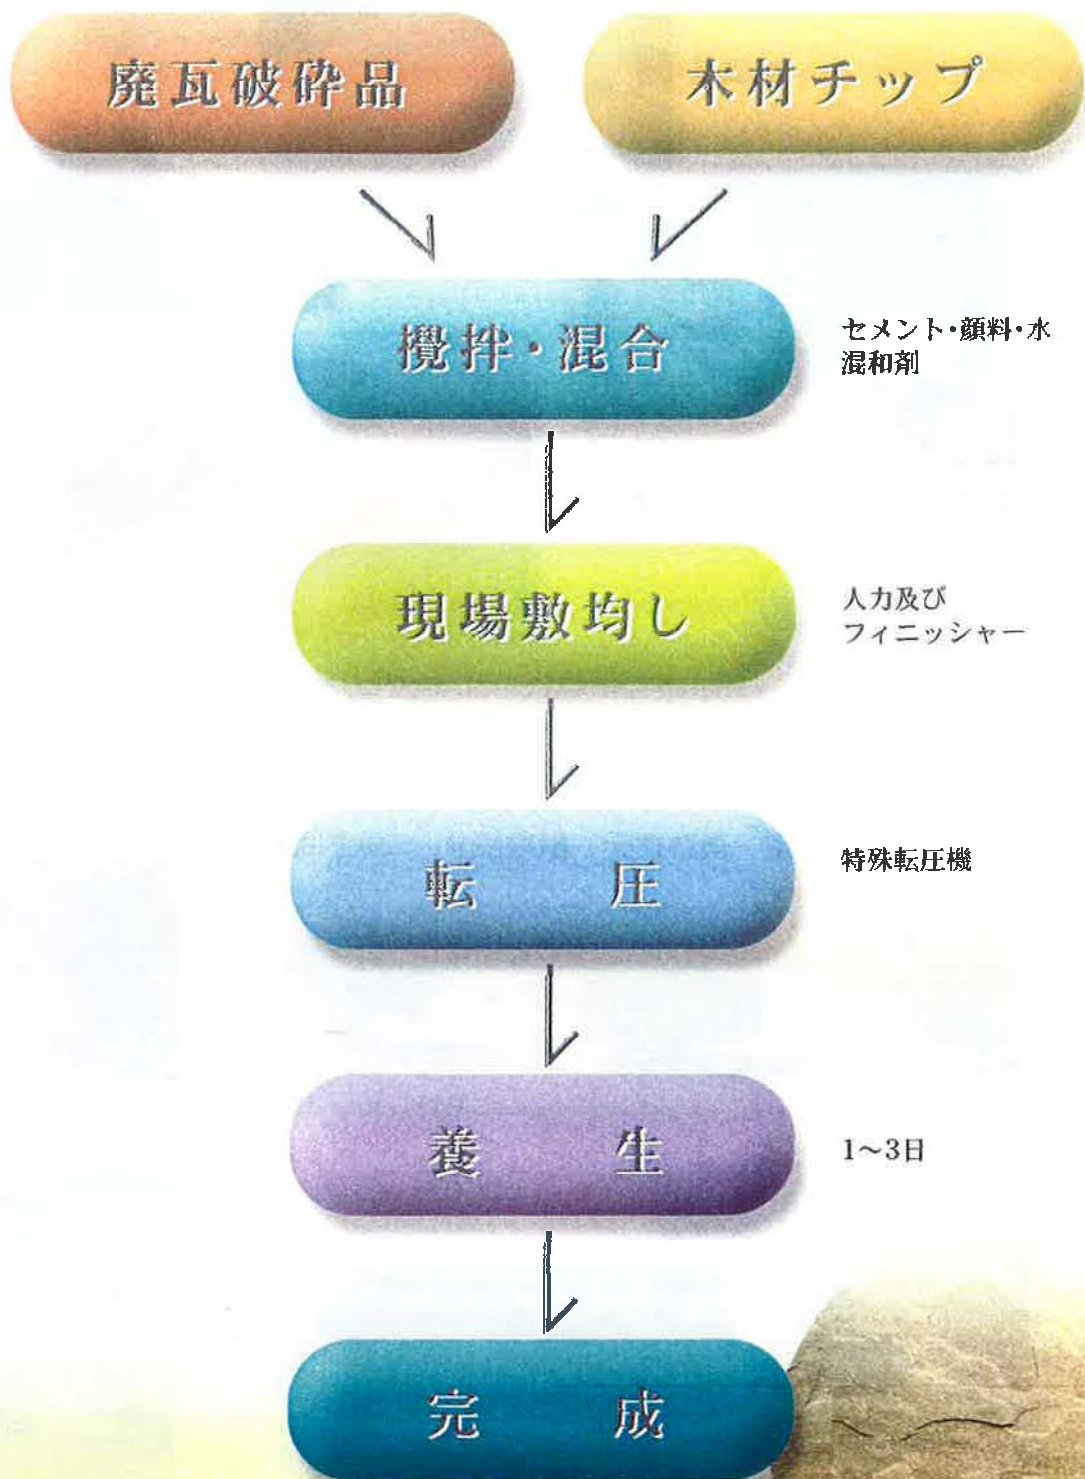 廃瓦破砕品
木材チップ
攪拌・混合
セメント・顔料・水
混和剤
現場敷均し
人力及び
フィニッシャー
転　圧
特殊転圧機
養　生
1〜3日
完　成